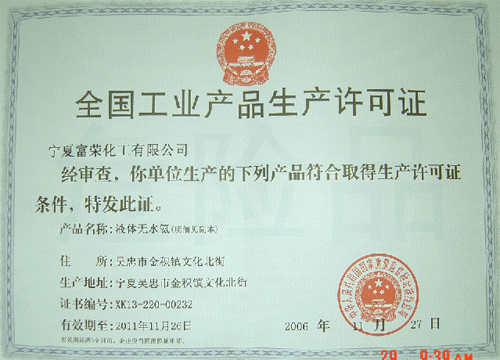 全国工业产品生产许可证
宁夏富荣化工有限公司
经审查，你单位生产的下列产品符合取得生产许可证
条件，特发此证。
产品名称：液体无水氨(明细见副本)
住 所：吴忠市金积镇文化北街
生产地址：宁夏吴忠市金积镇文化北街
证书编号：XK13-220-00232
有效期至：2011年11月26日
2006 年 11 月 27 日